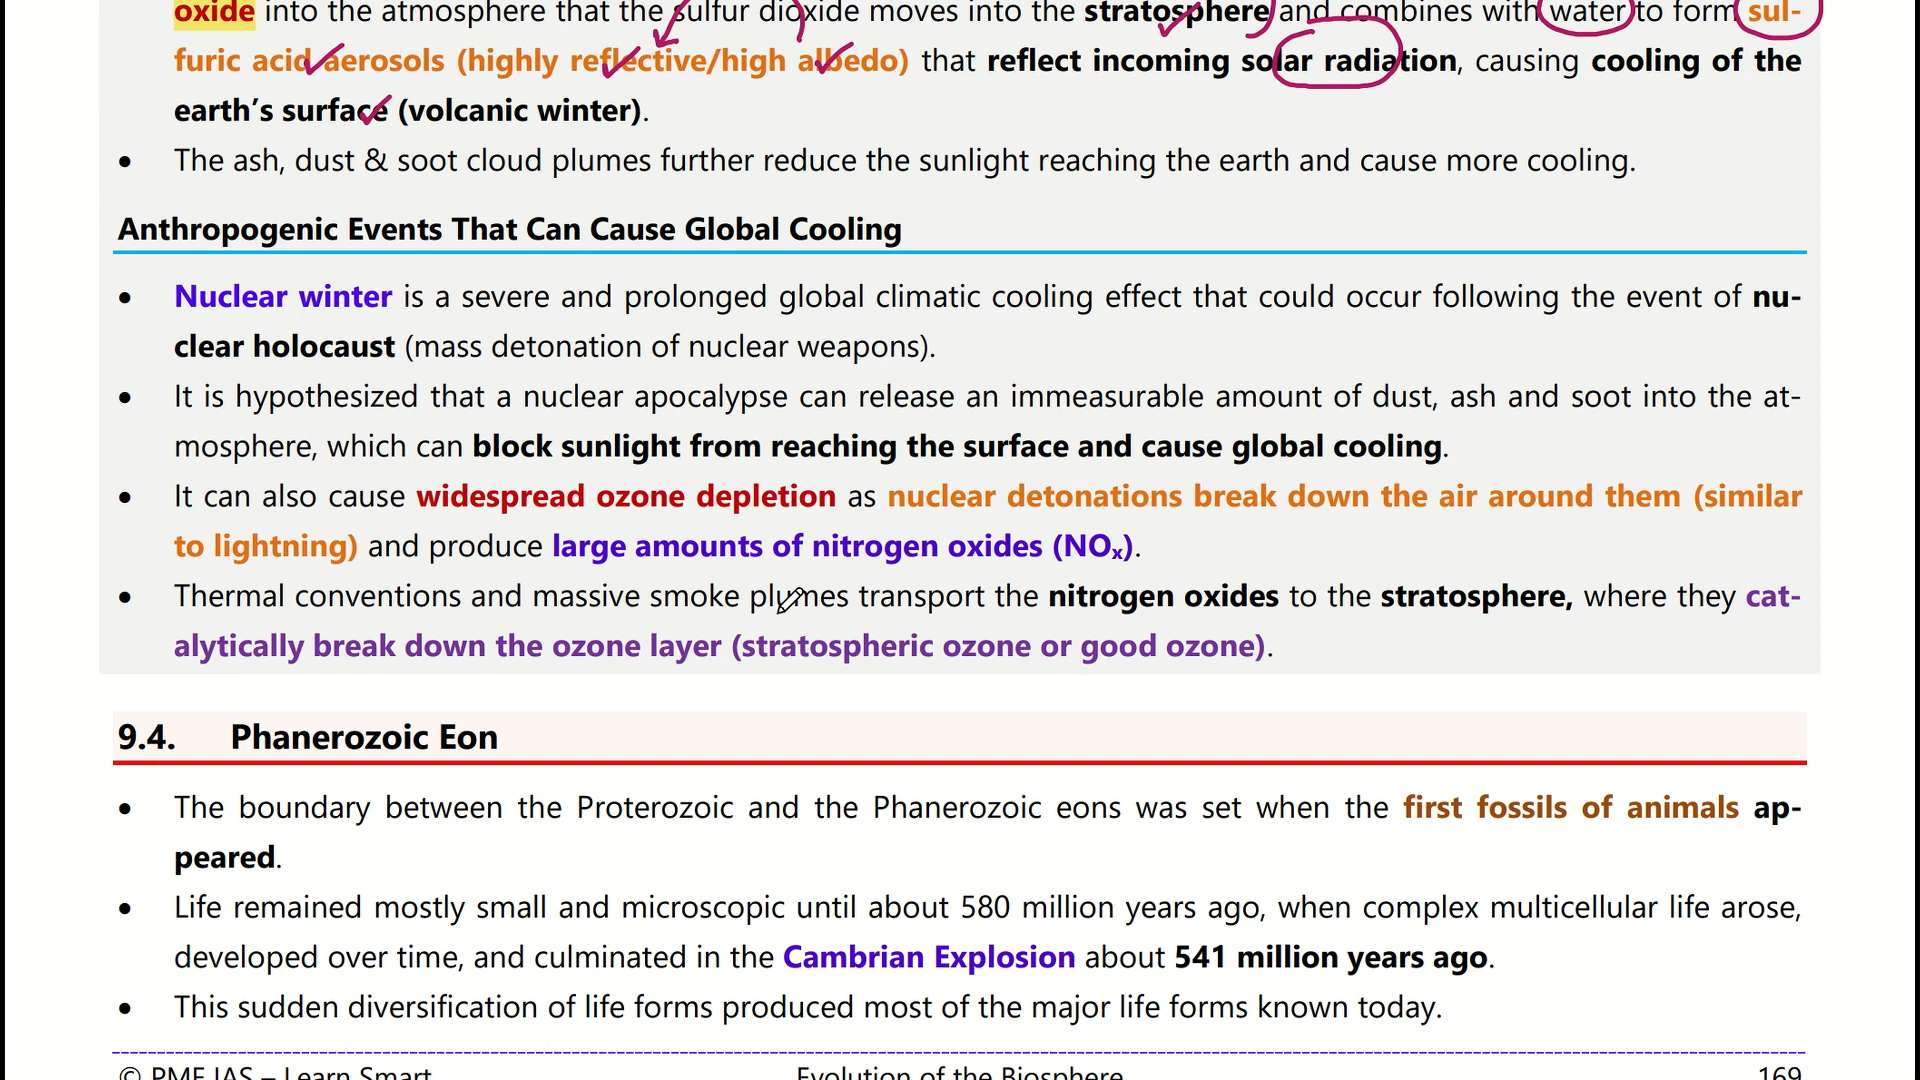 oxide into the atmosphere that the sulfur dioxide moves into the stratosphere and combines with water to form sul-
furic acid aerosols (highly reflective/high albedo) that reflect incoming solar radiation, causing cooling of the
earth’s surface (volcanic winter).
• The ash, dust & soot cloud plumes further reduce the sunlight reaching the earth and cause more cooling.
Anthropogenic Events That Can Cause Global Cooling
• Nuclear winter is a severe and prolonged global climatic cooling effect that could occur following the event of nu-
clear holocaust (mass detonation of nuclear weapons).
• It is hypothesized that a nuclear apocalypse can release an immeasurable amount of dust, ash and soot into the at-
mosphere, which can block sunlight from reaching the surface and cause global cooling.
• It can also cause widespread ozone depletion as nuclear detonations break down the air around them (similar
to lightning) and produce large amounts of nitrogen oxides (NOₓ).
• Thermal conventions and massive smoke plumes transport the nitrogen oxides to the stratosphere, where they cat-
alytically break down the ozone layer (stratospheric ozone or good ozone).
9.4. Phanerozoic Eon
• The boundary between the Proterozoic and the Phanerozoic eons was set when the first fossils of animals ap-
peared.
• Life remained mostly small and microscopic until about 580 million years ago, when complex multicellular life arose,
developed over time, and culminated in the Cambrian Explosion about 541 million years ago.
• This sudden diversification of life forms produced most of the major life forms known today.
© PMF IAS – Learn Smart Evolution of the Biosphere 169